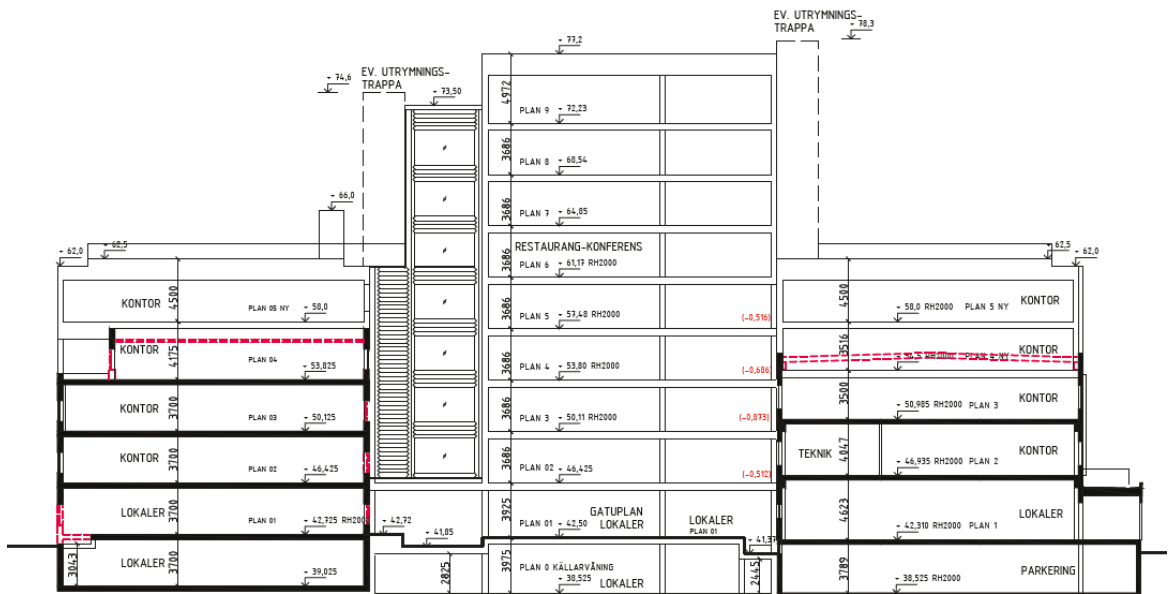 EV. UTRYMNINGS-
TRAPPA
78,3
77,2
EV. UTRYMNINGS-
TRAPPA
74,6
73,50
4972
PLAN 9
72,23
3686
PLAN 8
68,54
3686
PLAN 7
64,85
66,0
62,0
62,5
RESTAURANG-KONFERENS
3686
PLAN 6
61,17 RH2000
62,5
62,0
KONTOR
4500
PLAN 05 NY
58,0
3686
PLAN 5
57,48 RH2000
(-0,516)
4500
58,0 RH2000
PLAN 5 NY
KONTOR
KONTOR
4175
PLAN 04
53,825
3686
PLAN 4
53,80 RH2000
(-0,686)
3516
PLAN 4 NY
KONTOR
KONTOR
3700
PLAN 03
50,125
3686
PLAN 3
50,11 RH2000
(-0,873)
3500
50,985 RH2000
PLAN 3
KONTOR
KONTOR
3700
PLAN 02
46,425
3686
PLAN 02
46,425
(-0,512)
TEKNIK
4047
46,935 RH2000
PLAN 2
KONTOR
LOKALER
3700
PLAN 01
42,725 RH200
42,72
41,85
3925
GATUPLAN
PLAN 01
42,50
LOKALER
LOKALER
PLAN 01
41,37
4623
42,310 RH2000
PLAN 1
LOKALER
3043
LOKALER
3700
39,025
2825
3975
PLAN 0 KÄLLARVÅNING
38,525
LOKALER
2445
3789
38,525 RH2000
PARKERING